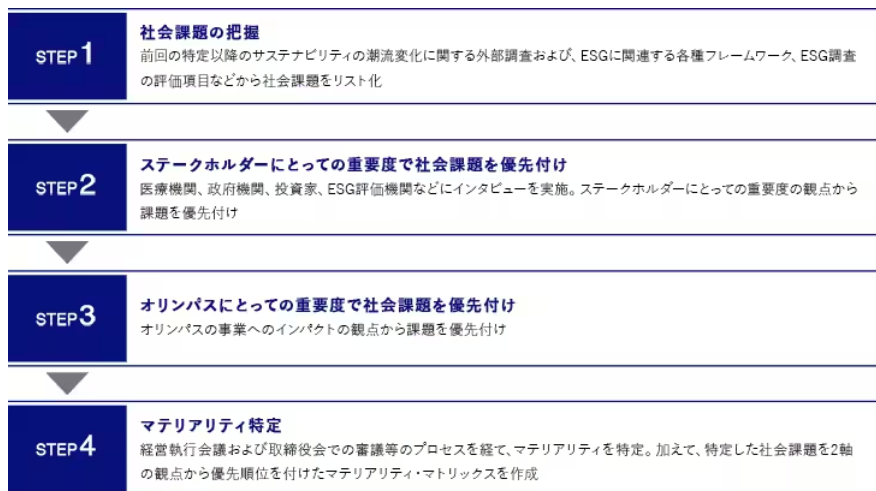 STEP1
社会課題の把握
前回の特定以降のサステナビリティの潮流変化に関する外部調査および、ESGに関連する各種フレームワーク、ESG調査
の評価項目などから社会課題をリスト化
STEP2
ステークホルダーにとっての重要度で社会課題を優先付け
医療機関、政府機関、投資家、ESG評価機関などにインタビューを実施。ステークホルダーにとっての重要度の観点から
課題を優先付け
STEP3
オリンパスにとっての重要度で社会課題を優先付け
オリンパスの事業へのインパクトの観点から課題を優先付け
STEP4
マテリアリティ特定
経営執行会議および取締役会での審議等のプロセスを経て、マテリアリティを特定。加えて、特定した社会課題を2軸
の観点から優先順位を付けたマテリアリティ・マトリックスを作成